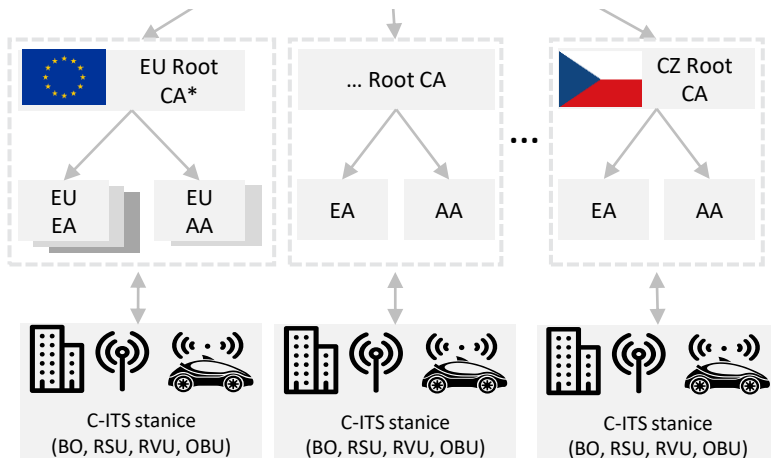 EU Root
CA*
... Root CA
CZ Root
CA
...
EU
EA
EU
AA
EA
AA
EA
AA
C-ITS stanice
(BO, RSU, RVU, OBU)
C-ITS stanice
(BO, RSU, RVU, OBU)
C-ITS stanice
(BO, RSU, RVU, OBU)